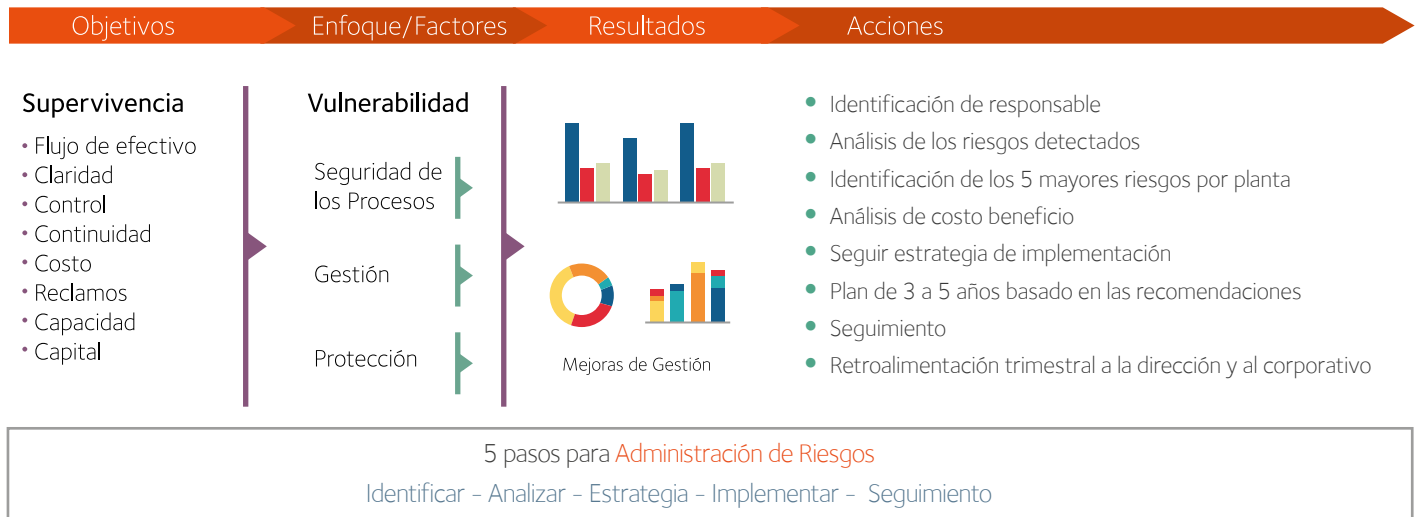 Objetivos
Enfoque/Factores
Resultados
Acciones
Supervivencia
• Flujo de efectivo
• Claridad
• Control
• Continuidad
• Costo
• Reclamos
• Capacidad
• Capital
Vulnerabilidad
Seguridad de
los Procesos
Gestión
Protección
Mejoras de Gestión
• Identificación de responsable
• Análisis de los riesgos detectados
• Identificación de los 5 mayores riesgos por planta
• Análisis de costo beneficio
• Seguir estrategia de implementación
• Plan de 3 a 5 años basado en las recomendaciones
• Seguimiento
• Retroalimentación trimestral a la dirección y al corporativo
5 pasos para Administración de Riesgos
Identificar – Analizar – Estrategia – Implementar – Seguimiento